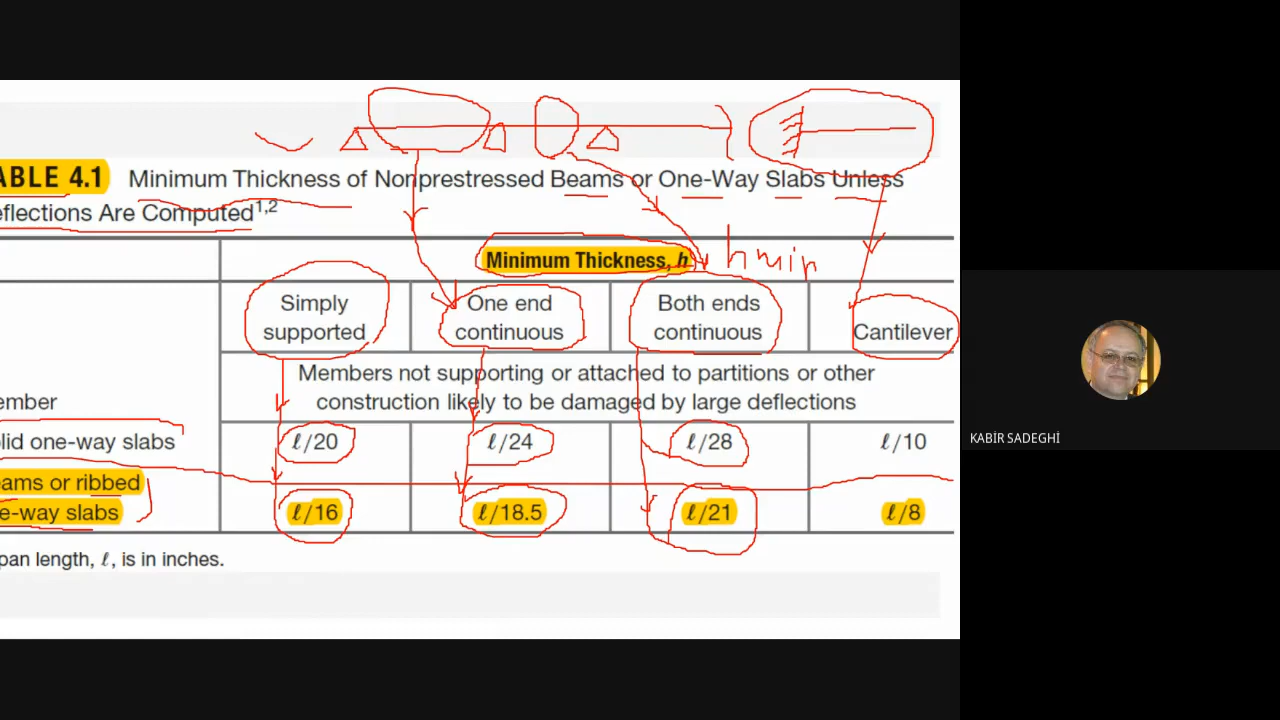 ABLE 4.1 Minimum Thickness of Nonprestressed Beams or One-Way Slabs Unless
eflections Are Computed1,2
Minimum Thickness, h
h min
Simply supported
One end continuous
Both ends continuous
Cantilever
Members not supporting or attached to partitions or other
construction likely to be damaged by large deflections
ember
lid one-way slabs ℓ/20 ℓ/24 ℓ/28 ℓ/10
eams or ribbed
e-way slabs ℓ/16 ℓ/18.5 ℓ/21 ℓ/8
pan length, ℓ, is in inches.
KABİR SADEGHİ